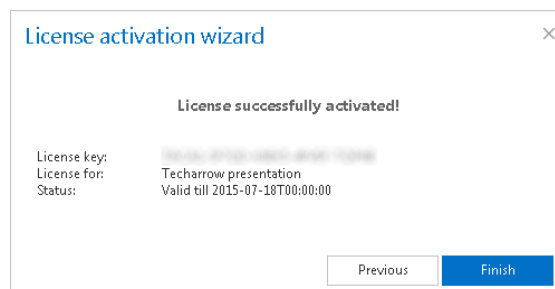 License activation wizard
License successfully activated!
License key:
License for: Techarrow presentation
Status: Valid till 2015-07-18T00:00:00
Previous Finish